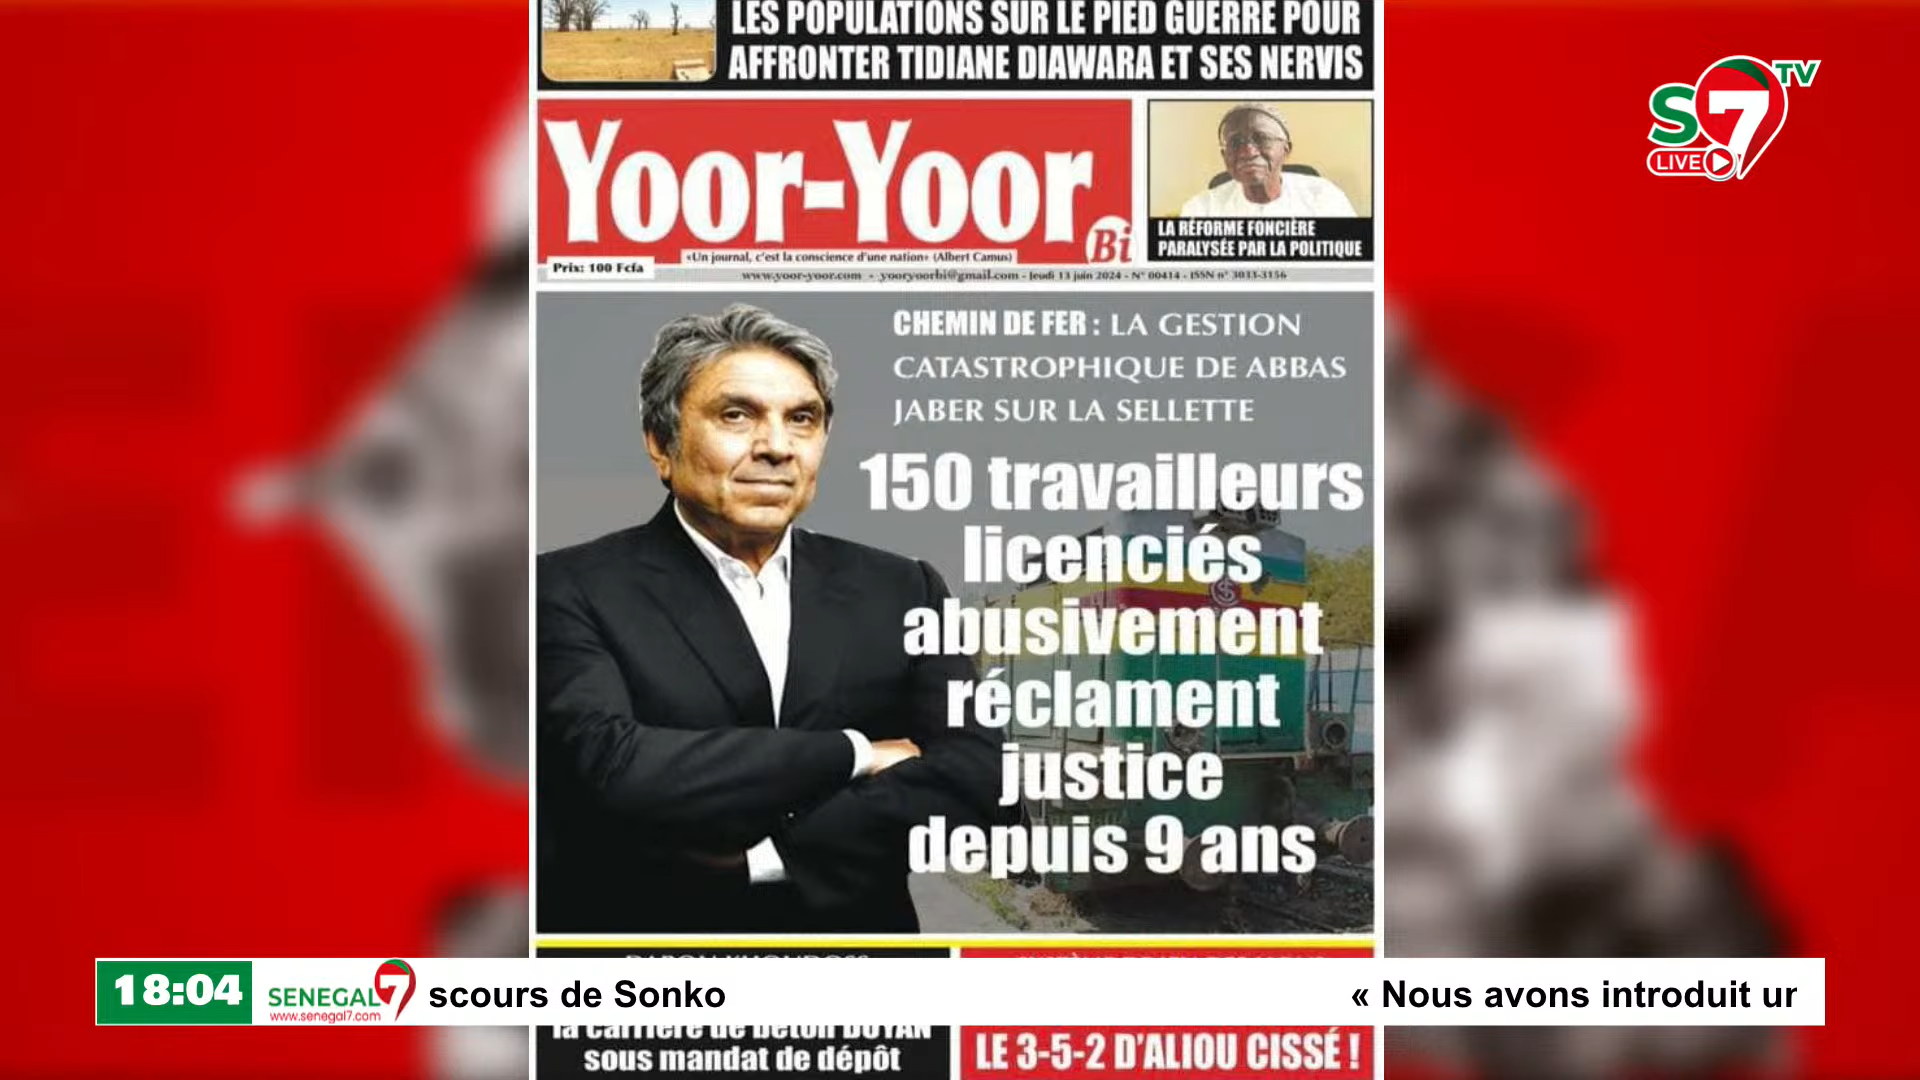 LES POPULATIONS SUR LE PIED GUERRE POUR
AFFRONTER TIDIANE DIAWARA ET SES NERVIS
S7 TV
LIVE
Yoor-Yoor
Bi
«Un journal, c'est la conscience d'une nation» (Albert Camus)
Prix: 100 Fcfa
www.yoor-yoor.com - yooryoorbi@gmail.com - Jeudi 13 juin 2024 - N° 00414 - ISSN n° 3033-3156
LA RÉFORME FONCIÈRE
PARALYSÉE PAR LA POLITIQUE
CHEMIN DE FER : LA GESTION
CATASTROPHIQUE DE ABBAS
JABER SUR LA SELLETTE
150 travailleurs
licenciés
abusivement
réclament
justice
depuis 9 ans
18:04
SENEGAL7
www.senegal7.com
scours de Sonko
« Nous avons introduit ur
la carrière de béton DUYAN
sous mandat de dépôt
LE 3-5-2 D'ALIOU CISSÉ !